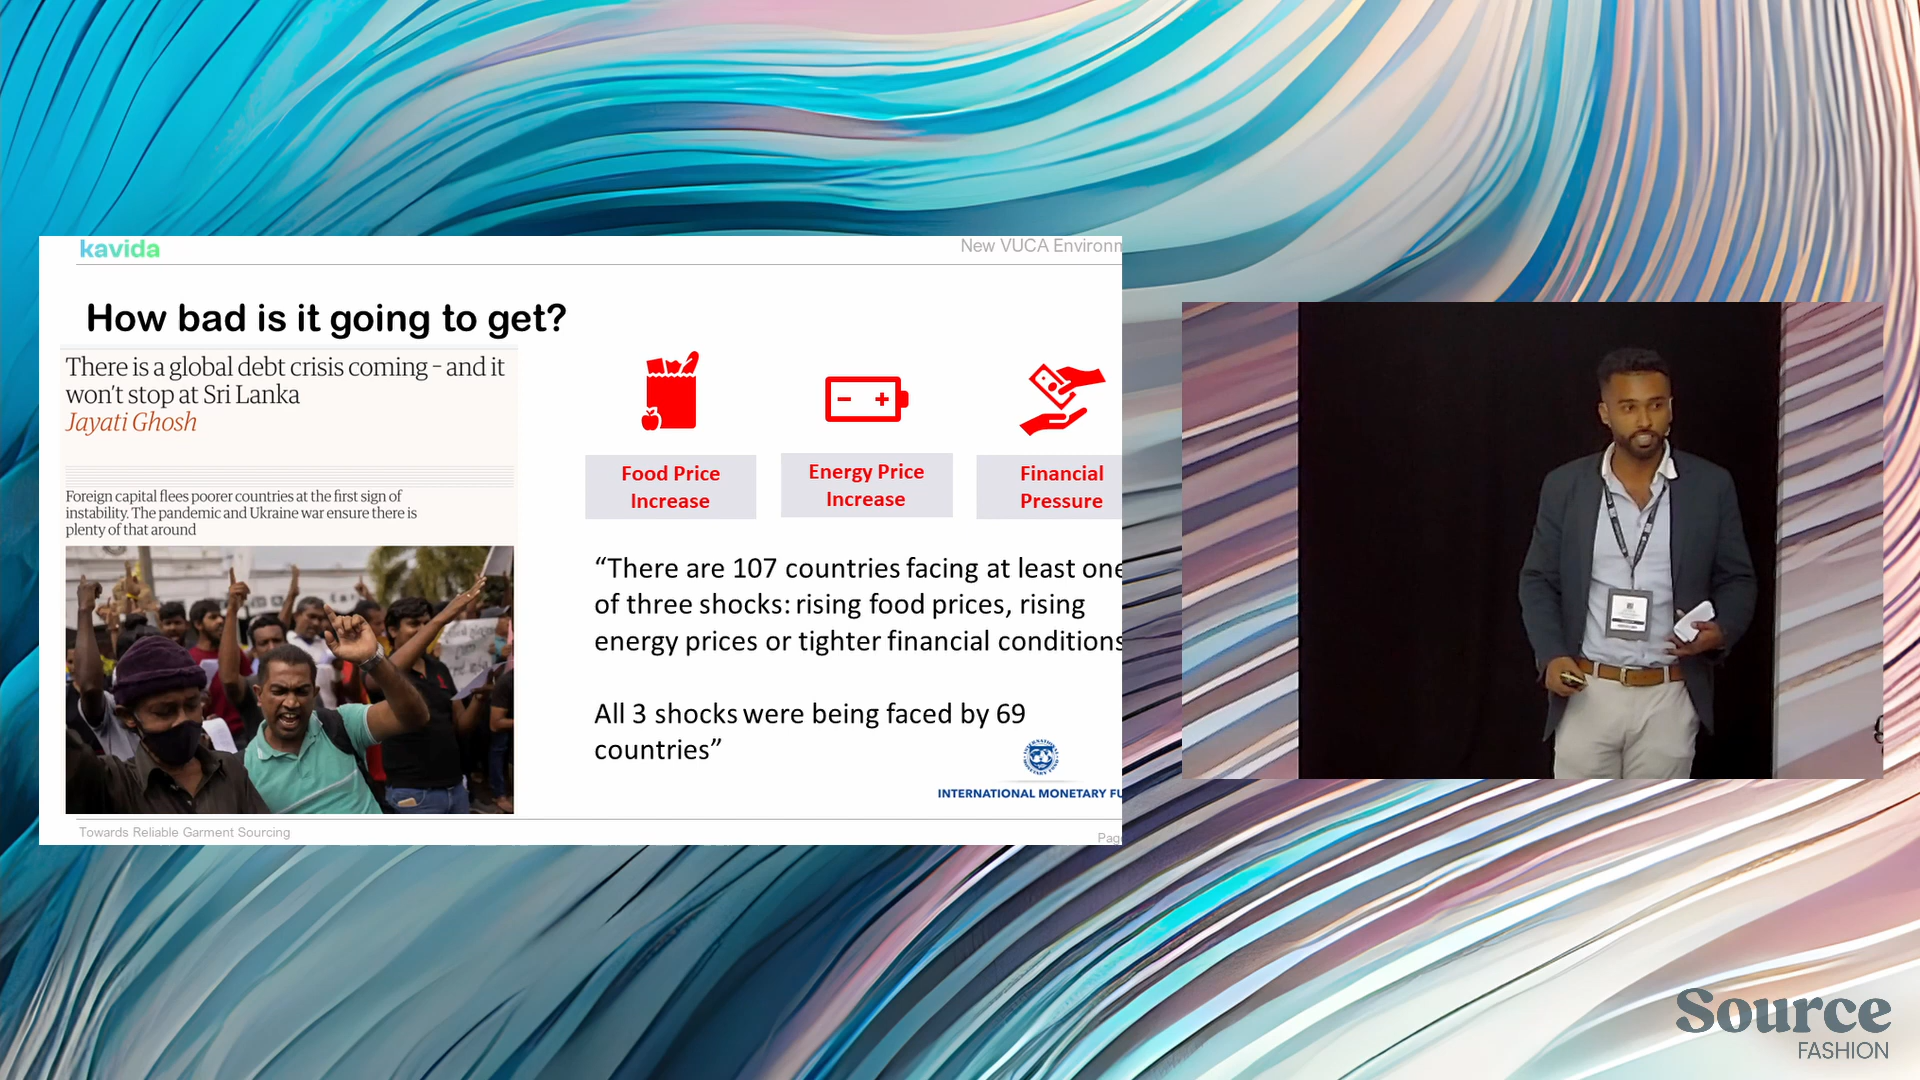 kavida
New VUCA Environm
How bad is it going to get?
There is a global debt crisis coming – and it
won't stop at Sri Lanka
Jayati Ghosh
Foreign capital flees poorer countries at the first sign of
instability. The pandemic and Ukraine war ensure there is
plenty of that around
Food Price
Increase
Energy Price
Increase
Financial
Pressure
“There are 107 countries facing at least one
of three shocks: rising food prices, rising
energy prices or tighter financial conditions
All 3 shocks were being faced by 69
countries”
INTERNATIONAL MONETARY FU
Towards Reliable Garment Sourcing
Page
Source
FASHION